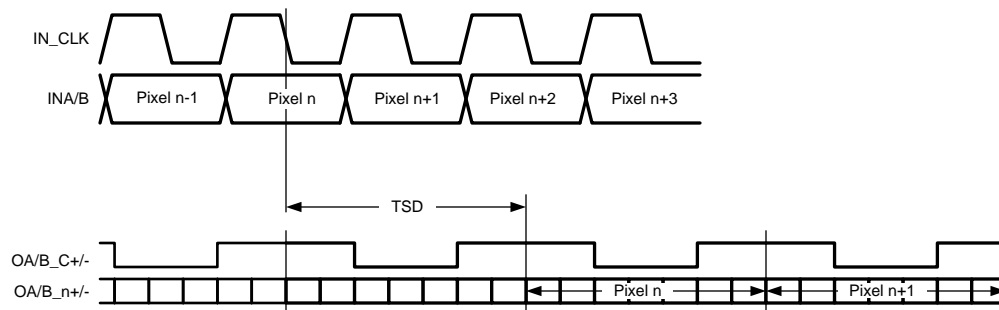 IN_CLK
INA/B Pixel n-1 Pixel n Pixel n+1 Pixel n+2 Pixel n+3
TSD
OA/B_C+/-
OA/B_n+/- Pixel n Pixel n+1